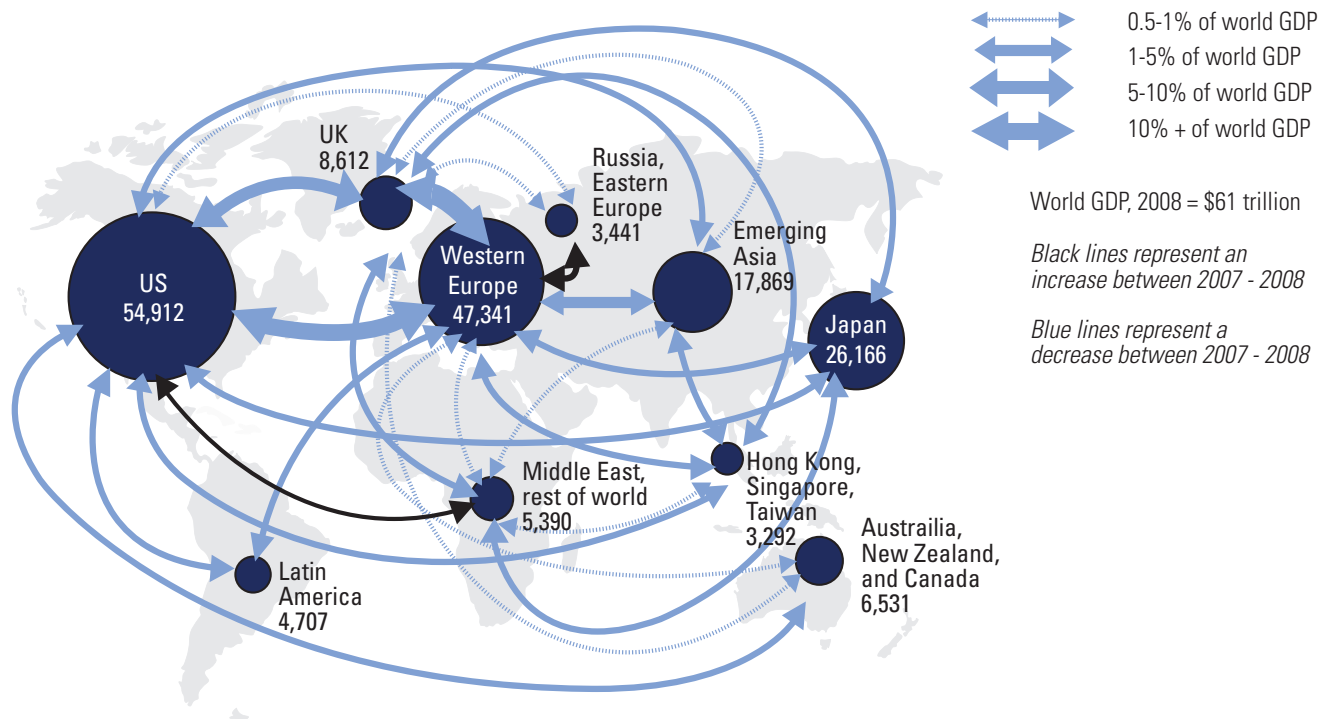 0.5-1% of world GDP
1-5% of world GDP
5-10% of world GDP
10% + of world GDP
World GDP, 2008 = $61 trillion
Black lines represent an
increase between 2007 - 2008
Blue lines represent a
decrease between 2007 - 2008
UK
8,612
Russia,
Eastern
Europe
3,441
Emerging
Asia
17,869
US
54,912
Western
Europe
47,341
Japan
26,166
Middle East,
rest of world
5,390
Hong Kong,
Singapore,
Taiwan
3,292
Austrailia,
New Zealand,
and Canada
6,531
Latin
America
4,707